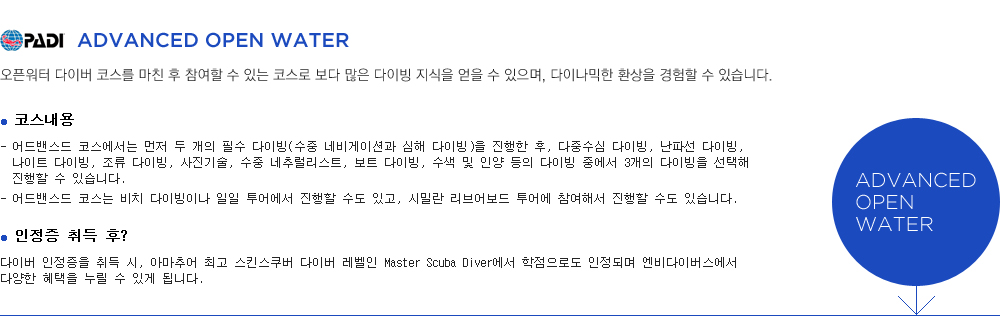 PADI ADVANCED OPEN WATER
오픈워터 다이버 코스를 마친 후 참여할 수 있는 코스로 보다 많은 다이빙 지식을 얻을 수 있으며, 다이나믹한 환상을 경험할 수 있습니다.
• 코스내용
- 어드밴스드 코스에서는 먼저 두 개의 필수 다이빙(수중 네비게이션과 심해 다이빙)을 진행한 후, 다중수심 다이빙, 난파선 다이빙,
나이트 다이빙, 조류 다이빙, 사진기술, 수중 네추럴리스트, 보트 다이빙, 수색 및 인양 등의 다이빙 중에서 3개의 다이빙을 선택해
진행할 수 있습니다.
- 어드밴스드 코스는 비치 다이빙이나 일일 투어에서 진행할 수도 있고, 시밀란 리브어보드 투어에 참여해서 진행할 수도 있습니다.
• 인정증 취득 후?
다이버 인정증을 취득 시, 아마추어 최고 스킨스쿠버 다이버 레벨인 Master Scuba Diver에서 학점으로도 인정되며 엔비다이버스에서
다양한 혜택을 누릴 수 있게 됩니다.
ADVANCED
OPEN
WATER